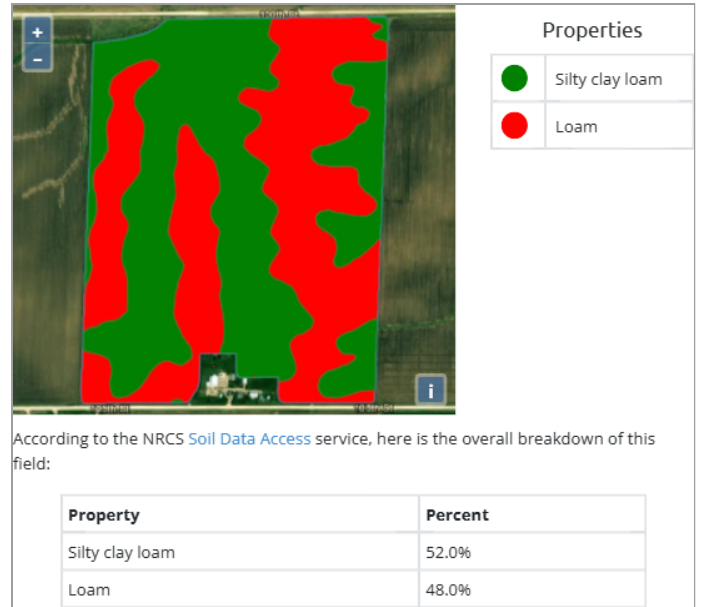 +
−
Properties
Silty clay loam
Loam
i
According to the NRCS Soil Data Access service, here is the overall breakdown of this
field:
Property Percent
Silty clay loam 52.0%
Loam 48.0%